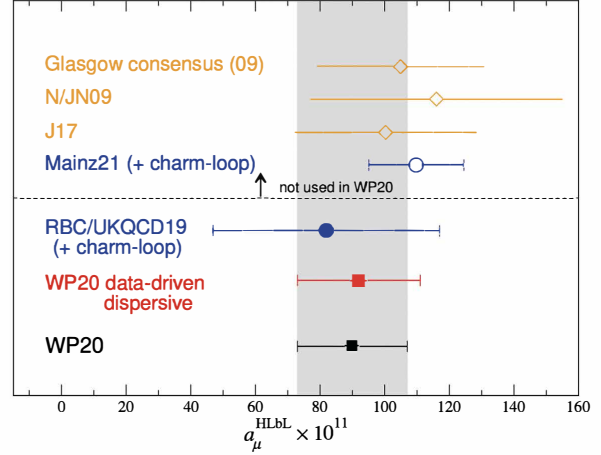 Glasgow consensus (09)
N/JN09
J17
Mainz21 (+ charm-loop)
not used in WP20
RBC/UKQCD19
(+ charm-loop)
WP20 data-driven
dispersive
WP20
0 20 40 60 80 100 120 140 160
a_μ^HLbL × 10^11